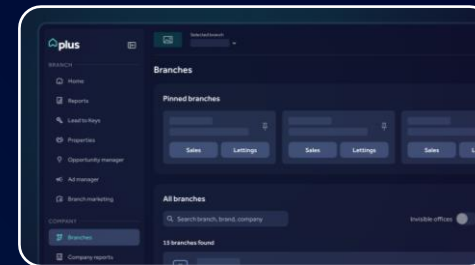 plus
BRANCH
Home
Reports
Lead to Keys
Properties
Opportunity manager
Ad manager
Branch marketing
COMPANY
Branches
Company reports
Selected branch
Branches
Pinned branches
Sales Lettings
Sales Lettings
Sales L
All branches
Search branch, brand, company
Invisible offices
13 branches found